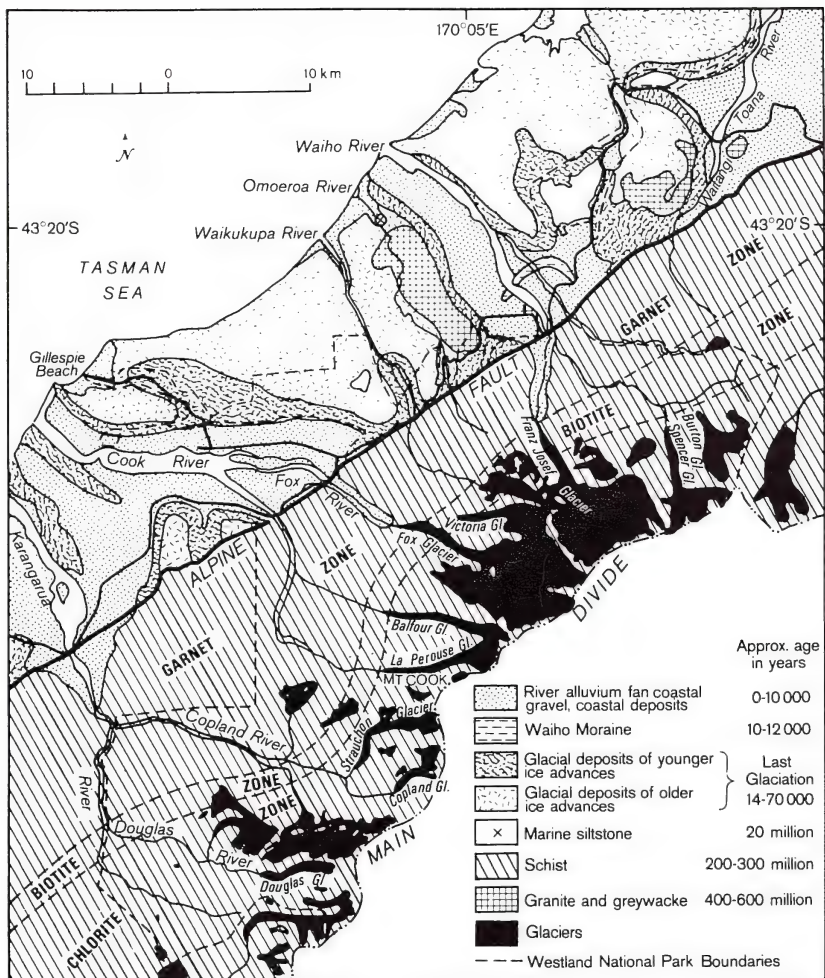 170°05'E
10 0 10 km
N
Waiho River
Omoeroa River
43°20'S
Waikukupa River
TASMAN
SEA
Gillespie
Beach
Cook River
Fox
River
Karangarua
River
Waitangi
Toana
River
43°20'S
ALPINE
FAULT
GARNET
ZONE
BIOTITE
ZONE
Franz Josef
Glacier
Burton Gl.
Spencer Gl.
Victoria Gl.
Fox Glacier
ZONE
GARNET
Balfour Gl.
La Perouse Gl.
MT COOK
MAIN
DIVIDE
Copland River
Strauchon
Glacier
Copland Gl.
ZONE
ZONE
Douglas
River
Douglas Gl.
BIOTITE
CHLORITE
Approx. age
in years
River alluvium fan coastal
gravel, coastal deposits 0-10 000
Waiho Moraine 10-12 000
Glacial deposits of younger
ice advances
Glacial deposits of older
ice advances
Last
Glaciation
14-70 000
Marine siltstone 20 million
Schist 200-300 million
Granite and greywacke 400-600 million
Glaciers
Westland National Park Boundaries